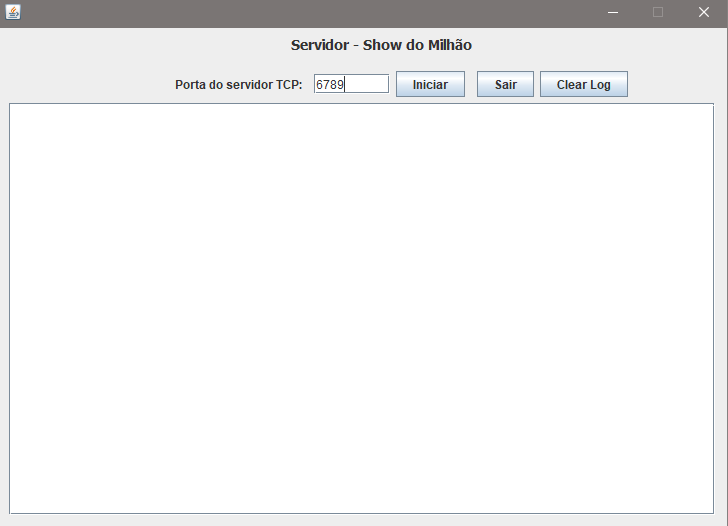 Servidor - Show do Milhão
Porta do servidor TCP: 6789 Iniciar Sair Clear Log